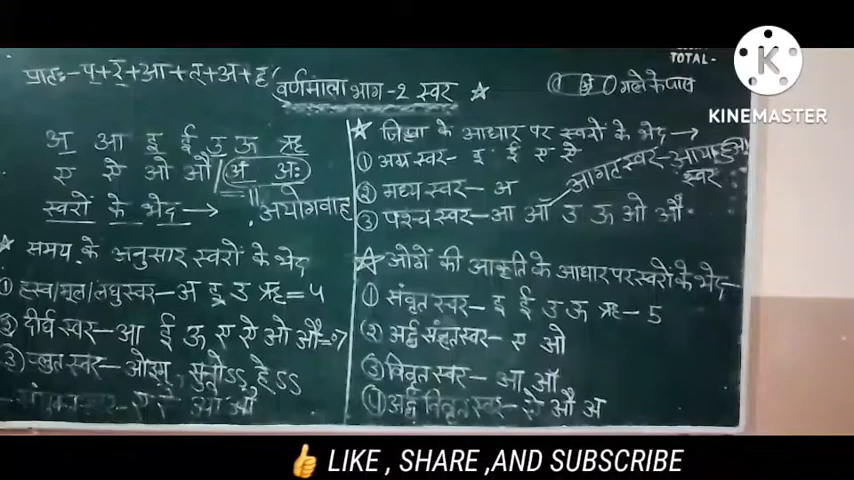 TOTAL-
प्रातः-प+र+आ+त+अ+ह
वर्णमाला भाग-2 स्वर
गले के पास
KINEMASTER
अ आ इ ई उ ऊ ऋ
ए ऐ ओ औ / अं अः
स्वरों के भेद → अयोगवाह
★ समय के अनुसार स्वरों के भेद
① ह्रस्व/मूल/लघु स्वर- अ इ उ ऋ = 4
② दीर्घ स्वर- आ ई ऊ ए ऐ ओ औ = 7
③ प्लुत स्वर- ओ३म्, सुनोऽऽ, हेऽऽ
ए ऐ ओ औ
★ जिह्वा के आधार पर स्वरों के भेद →
① अग्र स्वर- इ ई ए ऐ
② मध्य स्वर- अ
आगत स्वर- आया हुआ स्वर
③ पश्च स्वर- आ ऑ उ ऊ ओ औ
★ ओठों की आकृति के आधार पर स्वरों के भेद-
① संवृत स्वर- इ ई उ ऊ ऋ - 5
② अर्द्ध संवृत स्वर- ए ओ
③ विवृत स्वर- आ ऑ
④ अर्द्ध विवृत स्वर- ऐ औ अ
👍 LIKE , SHARE ,AND SUBSCRIBE